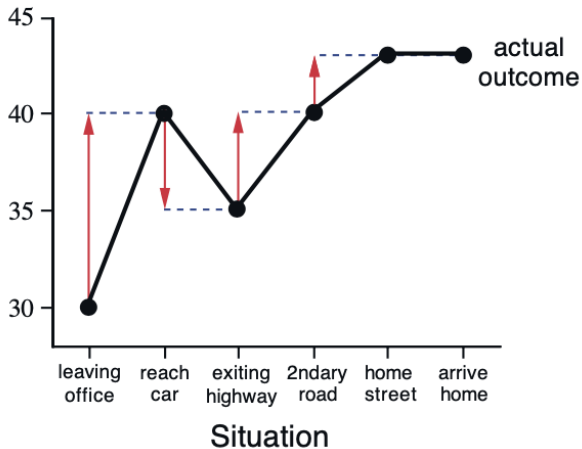 45
40
35
30
actual
outcome
leaving
office
reach
car
exiting
highway
2ndary
road
home
street
arrive
home
Situation